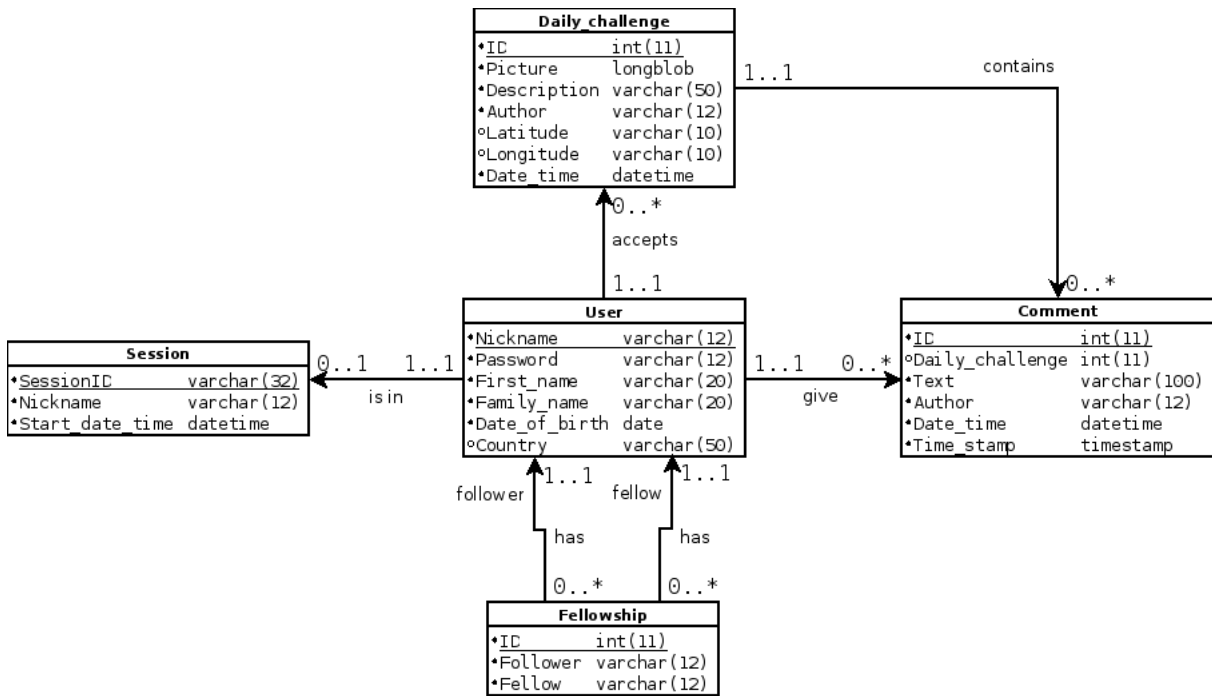 Daily_challenge
ID int(11)
Picture longblob
Description varchar(50)
Author varchar(12)
Latitude varchar(10)
Longitude varchar(10)
Date_time datetime
1..1
contains
0..*
accepts
1..1
0..*
User
Nickname varchar(12)
Password varchar(12)
First_name varchar(20)
Family_name varchar(20)
Date_of_birth date
Country varchar(50)
Session
SessionID varchar(32)
Nickname varchar(12)
Start_date_time datetime
0..1 1..1
is in
1..1 0..*
give
Comment
ID int(11)
Daily_challenge int(11)
Text varchar(100)
Author varchar(12)
Date_time datetime
Time_stamp timestamp
follower 1..1
fellow 1..1
has
has
0..*
0..*
Fellowship
ID int(11)
Follower varchar(12)
Fellow varchar(12)